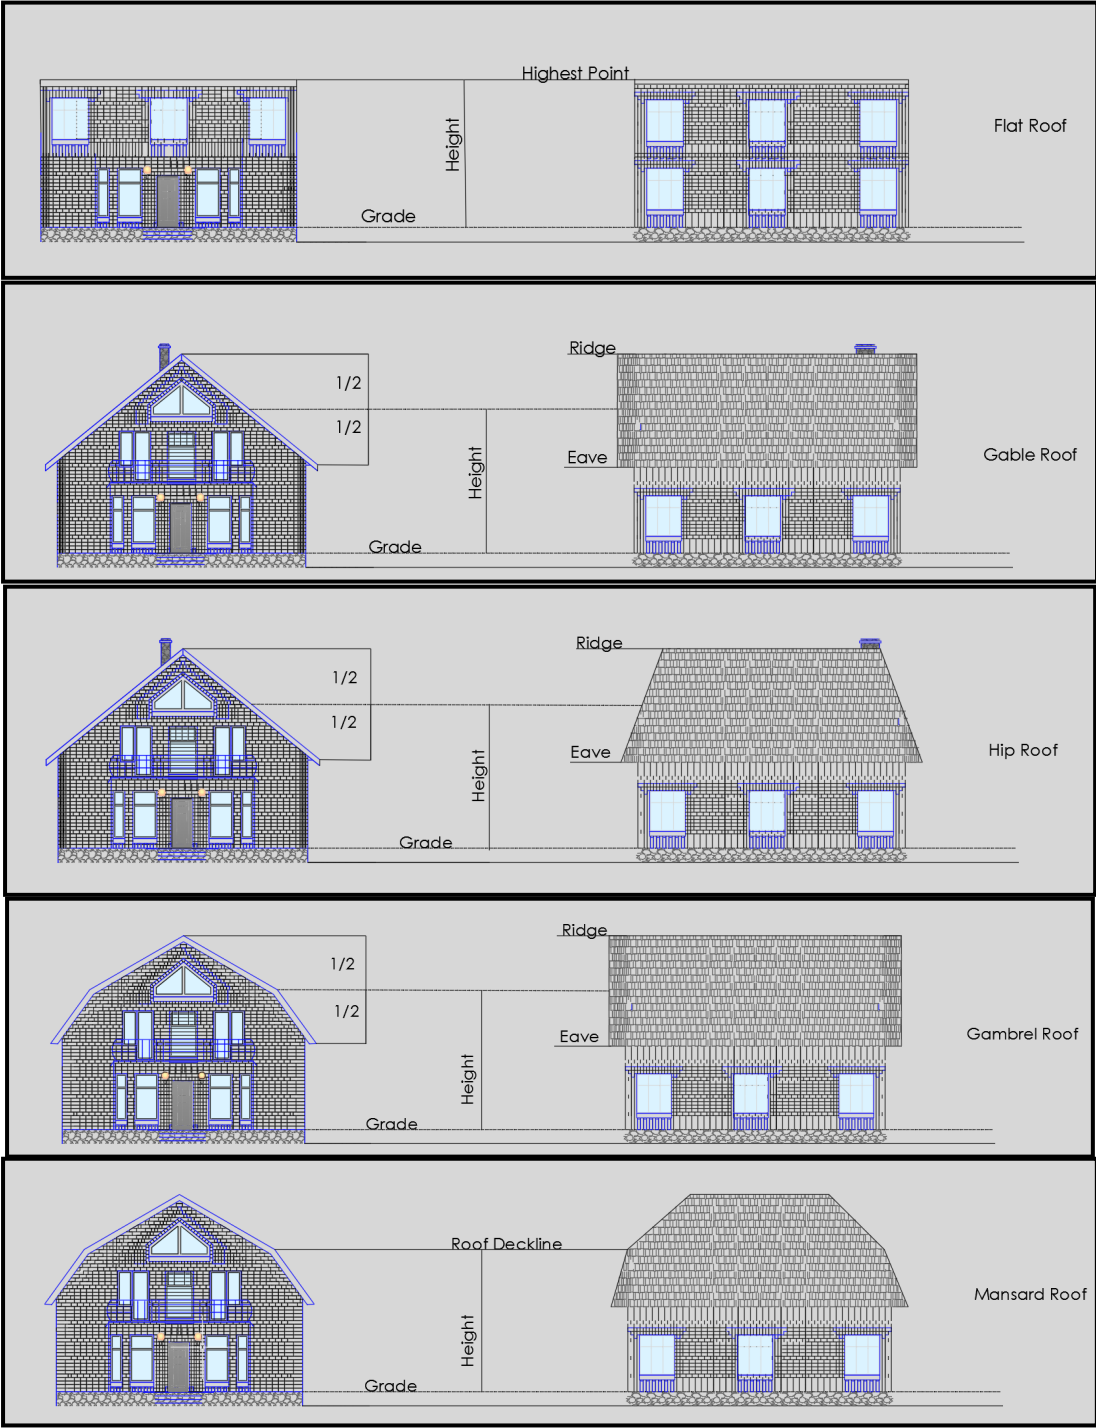 Highest Point
Height
Flat Roof
Grade
Ridge
1/2
1/2
Eave
Height
Gable Roof
Grade
Ridge
1/2
1/2
Eave
Height
Hip Roof
Grade
Ridge
1/2
1/2
Eave
Height
Gambrel Roof
Grade
Roof Deckline
Height
Mansard Roof
Grade